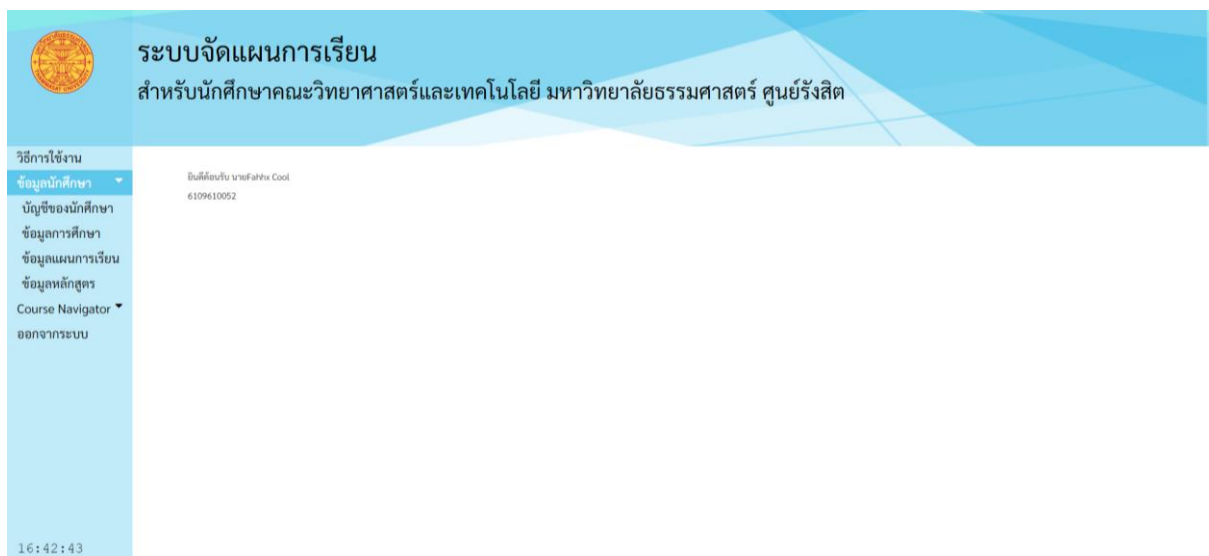 ระบบจัดแผนการเรียน
สำหรับนักศึกษาคณะวิทยาศาสตร์และเทคโนโลยี มหาวิทยาลัยธรรมศาสตร์ ศูนย์รังสิต
วิธีการใช้งาน
ข้อมูลนักศึกษา
บัญชีของนักศึกษา
ข้อมูลการศึกษา
ข้อมูลแผนการเรียน
ข้อมูลหลักสูตร
Course Navigator
ออกจากระบบ
ยินดีต้อนรับ นายFahhx Cool
6109610052
16:42:43